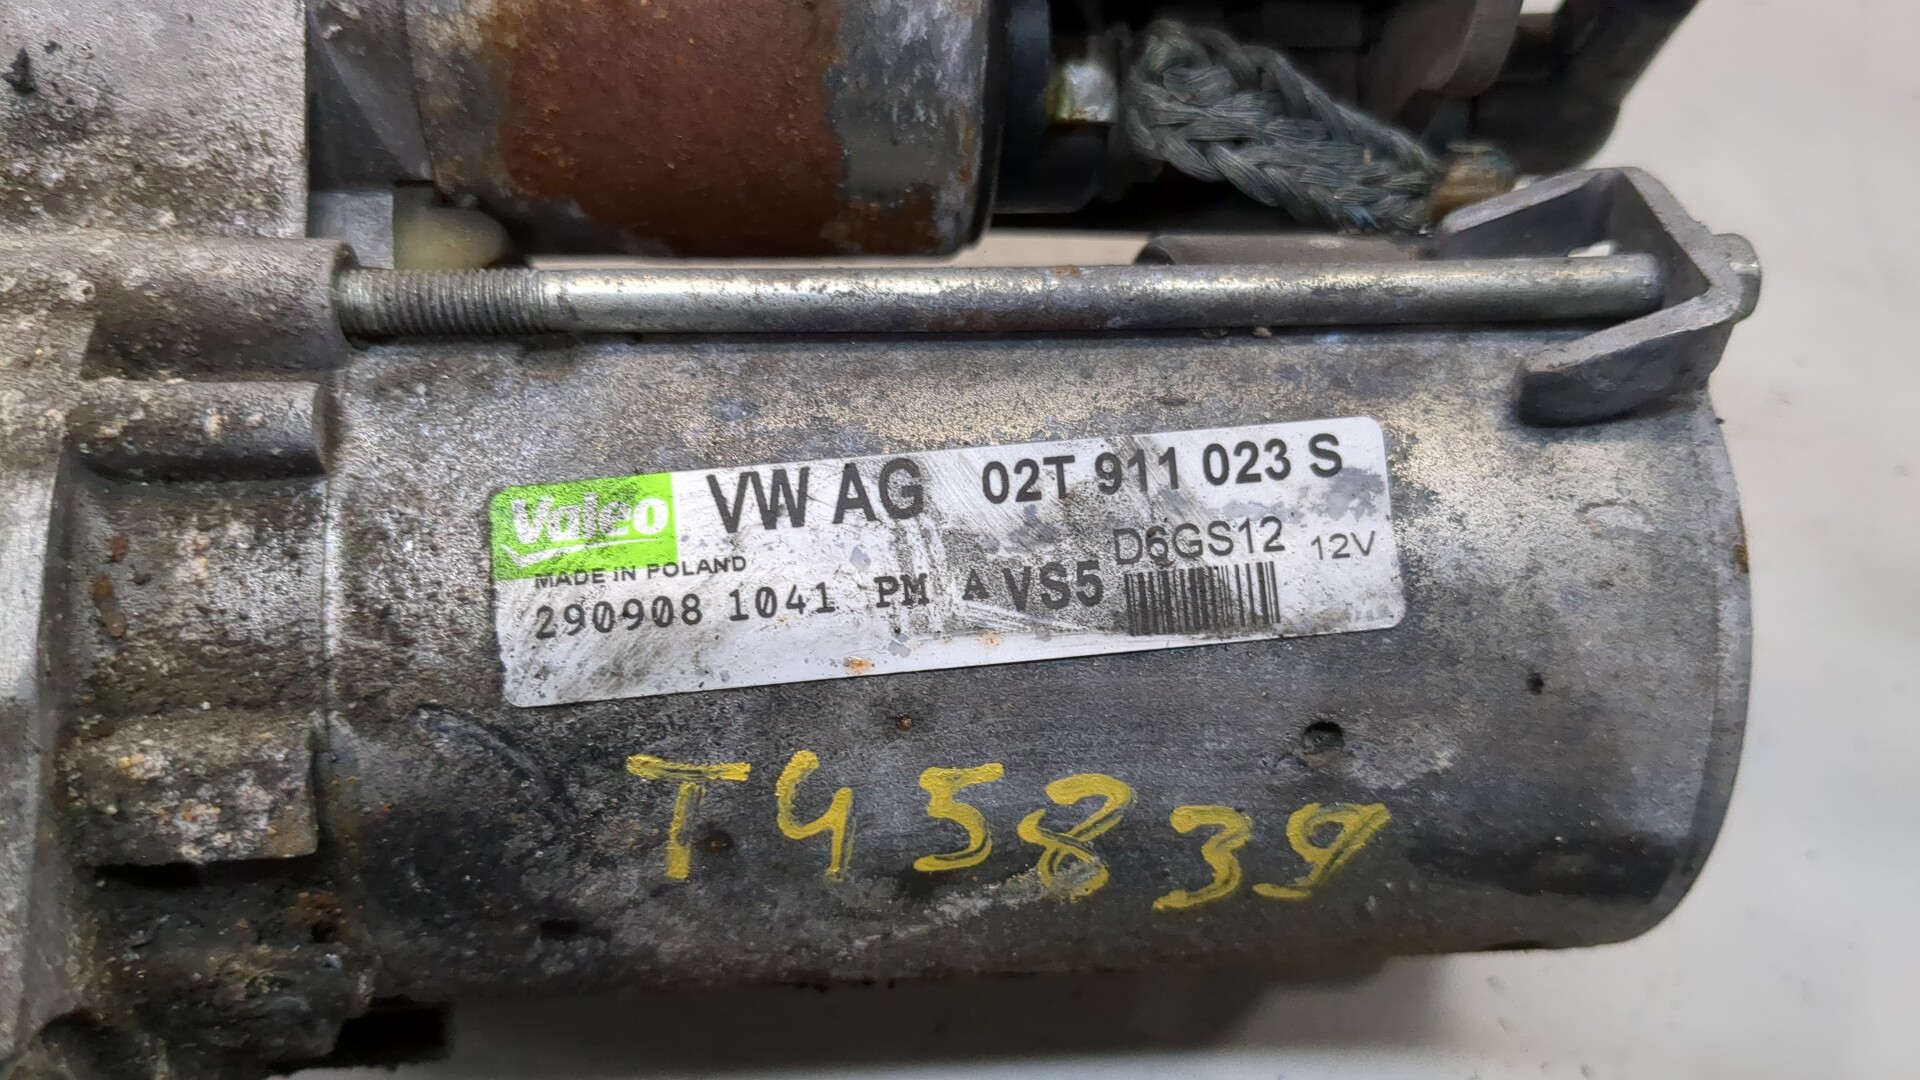 Valeo VW AG 02T 911 023 S
MADE IN POLAND D6GS12 12V
290908 1041 PM A VS5
T45839